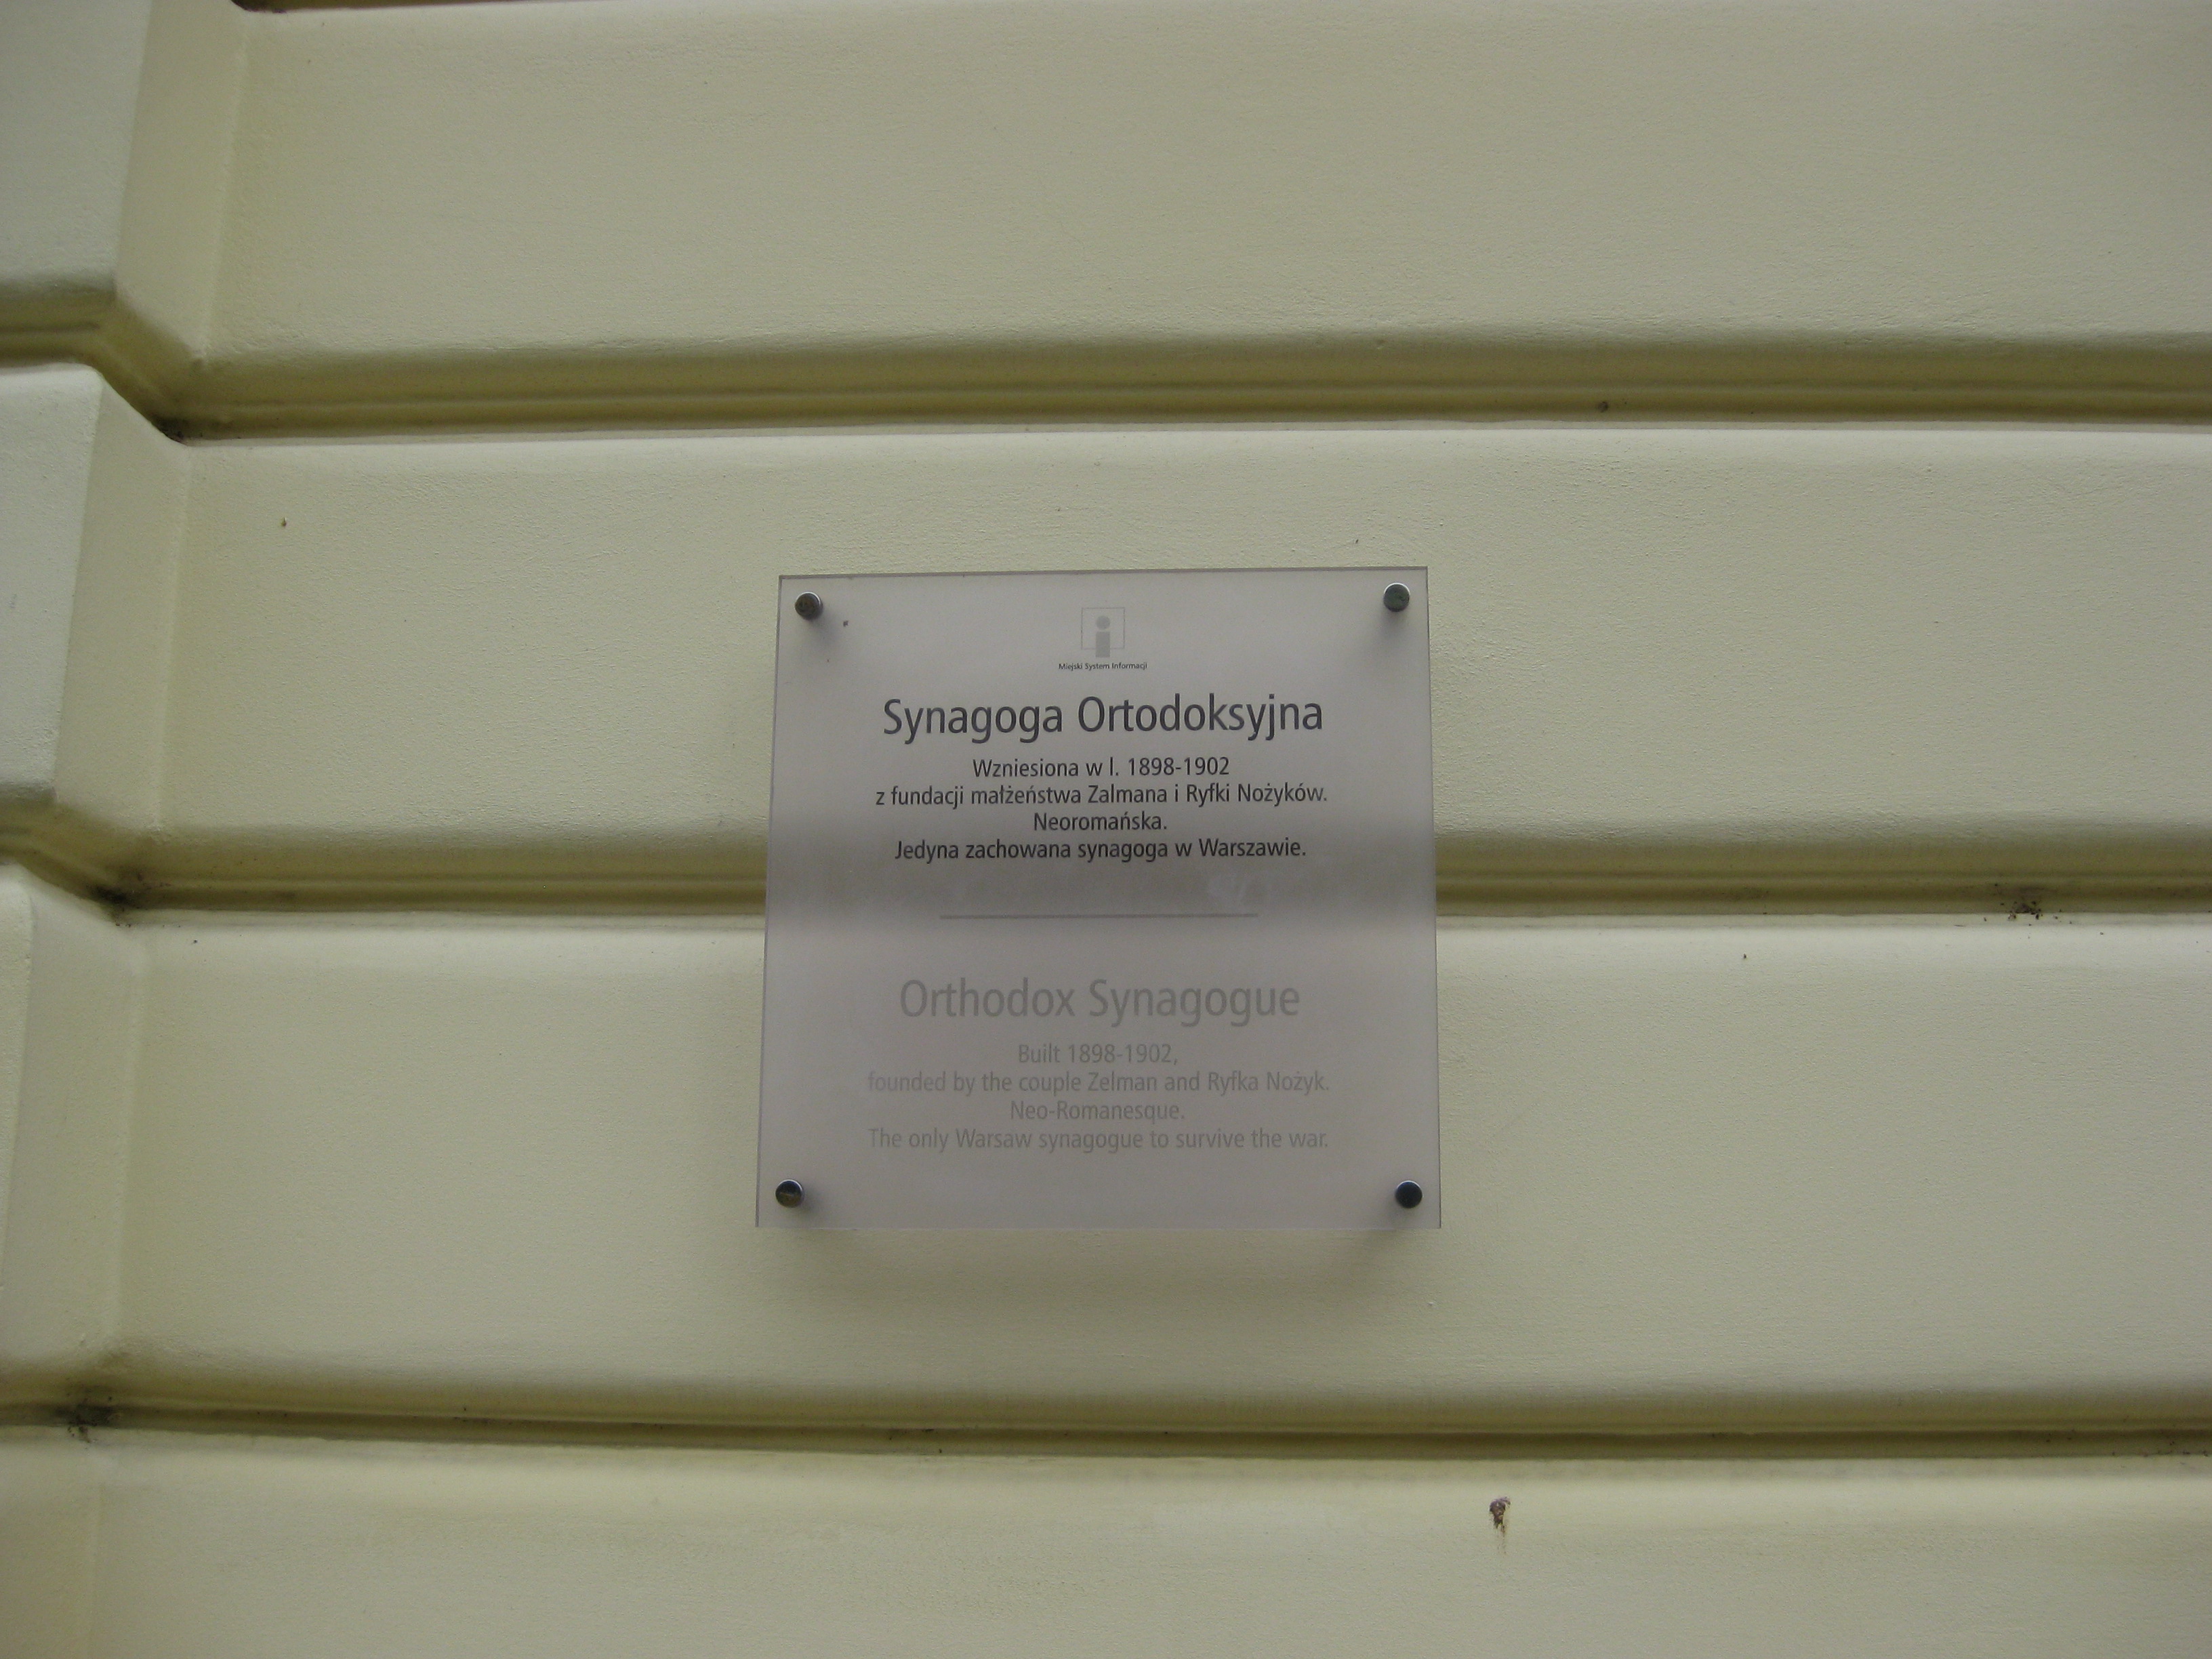 i
Miejski System Informacji
Synagoga Ortodoksyjna
Wzniesiona w l. 1898-1902
z fundacji małżeństwa Zalmana i Ryfki Nożyków.
Neoromańska.
Jedyna zachowana synagoga w Warszawie.
Orthodox Synagogue
Built 1898-1902,
founded by the couple Zelman and Ryfka Nożyk.
Neo-Romanesque.
The only Warsaw synagogue to survive the war.